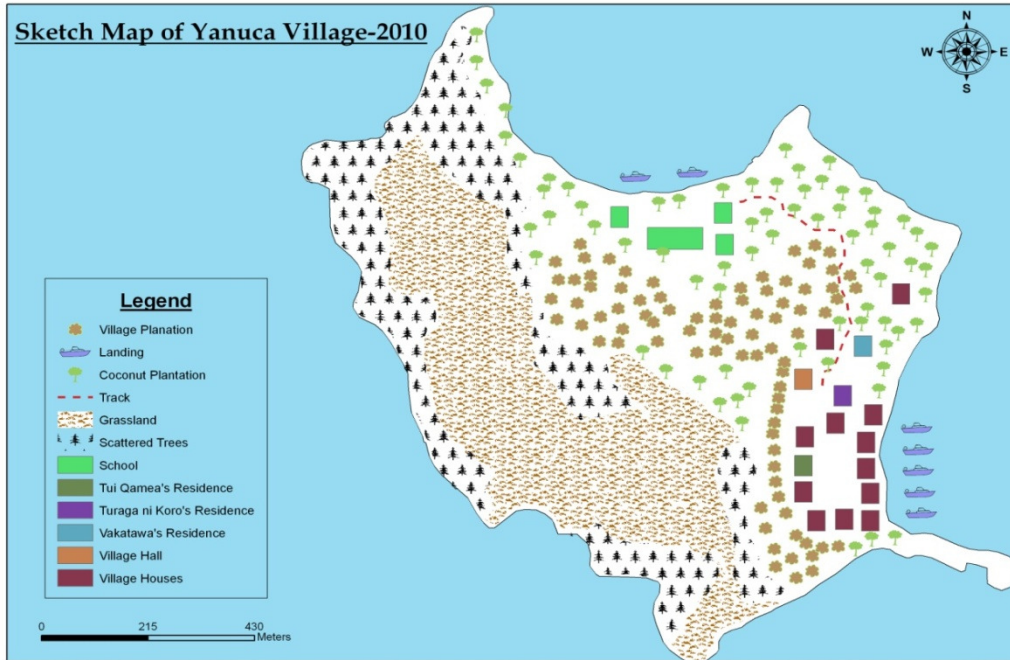 Sketch Map of Yanuca Village-2010
N
W E
S
Legend
Village Planation
Landing
Coconut Plantation
Track
Grassland
Scattered Trees
School
Tui Qamea's Residence
Turaga ni Koro's Residence
Vakatawa's Residence
Village Hall
Village Houses
0 215 430
Meters